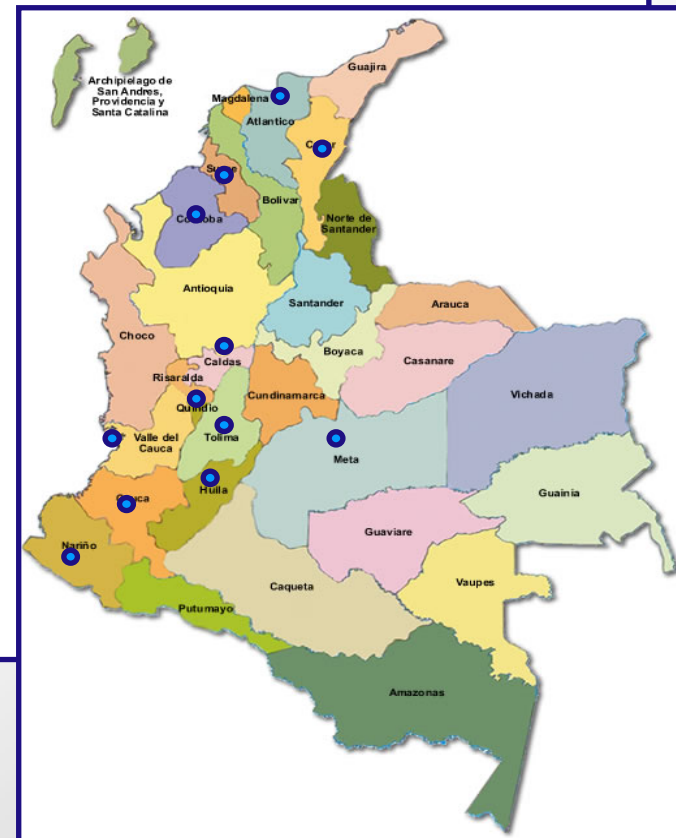 Guajira
Archipielago de
San Andres,
Providencia y
Santa Catalina
Magdalena
Atlantico
Bolivar
Norte de
Santander
Antioquia
Santander
Arauca
Choco
Boyaca
Caldas
Casanare
Risaralda
Cundinamarca
Vichada
Quindio
Tolima
Valle del
Cauca
Meta
Huila
Guainia
Guaviare
Nariño
Caqueta
Vaupes
Putumayo
Amazonas